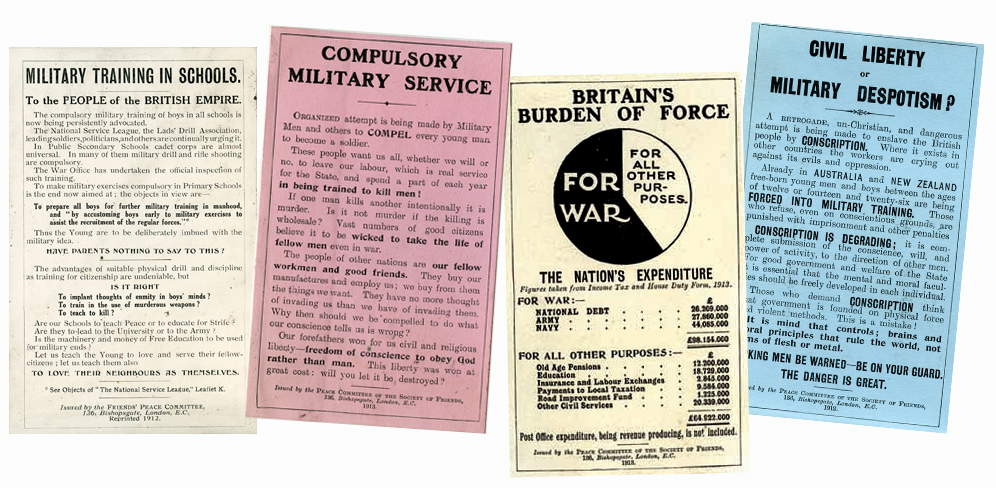 MILITARY TRAINING IN SCHOOLS.
To the PEOPLE of the BRITISH EMPIRE.
The compulsory military training of boys in all schools is
now being persistently advocated.
The National Service League, the Lads' Drill Association,
leading soldiers, politicians, and others are continually urging it.
In Public Secondary Schools cadet corps are almost
universal. In many of them military drill and rifle shooting
are compulsory.
The War Office has undertaken the official inspection of
such training.
To make military exercises compulsory in Primary Schools
is the end now aimed at; the objects in view are—
To prepare all boys for further military training in manhood,
and "by accustoming boys early to military exercises to
assist the recruitment of the regular forces."*
Thus the Young are to be deliberately imbued with the
military idea.
HAVE PARENTS NOTHING TO SAY TO THIS?
The advantages of suitable physical drill and discipline
as training for citizenship are undeniable, but
IS IT RIGHT
To implant thoughts of enmity in boys' minds?
To train in the use of murderous weapons?
To teach to kill?
Are our Schools to teach Peace or to educate for Strife?
Are they to lead to the University or to the Army?
Is the machinery and money of Free Education to be used
for military ends?
Let us teach the Young to love and serve their fellow-
citizens; let us teach them also
TO LOVE THEIR NEIGHBOURS AS THEMSELVES.
*See Objects of "The National Service League," Leaflet K.
Issued by the FRIENDS' PEACE COMMITTEE,
136, Bishopsgate, London, E.C.
Reprinted 1912.
COMPULSORY
MILITARY SERVICE
ORGANIZED attempt is being made by Military
Men and others to COMPEL every young man
to become a soldier.
These people want us all, whether we will or
no, to leave our labour, which is real service
for the State, and spend a part of each year
in being trained to kill men!
If one man kills another intentionally it is
murder. Is it not murder if the killing is
wholesale? Vast numbers of good citizens
believe it to be wicked to take the life of
fellow men even in war.
The people of other nations are our fellow
workmen and good friends. They buy our
manufactures and employ us; we buy from them
the things we want. They have no more thought
of invading us than we have of invading them.
Why then should we be compelled to do what
our conscience tells us is wrong?
Our forefathers won for us civil and religious
liberty—freedom of conscience to obey God
rather than man. This liberty was won at
great cost: will you let it be destroyed?
Issued by the PEACE COMMITTEE OF THE SOCIETY OF FRIENDS,
136, Bishopsgate, London, E.C.
1913.
BRITAIN'S
BURDEN OF FORCE
FOR
WAR
FOR
ALL
OTHER
PUR-
POSES.
THE NATION'S EXPENDITURE
Figures taken from Income Tax and House Duty Form, 1913.
FOR WAR:— £
NATIONAL DEBT 26,209,000
ARMY 27,860,000
NAVY 44,085,000
£98,154,000
FOR ALL OTHER PURPOSES:— £
Old Age Pensions 12,200,000
Education 18,729,000
Insurance and Labour Exchanges 2,845,000
Payments to Local Taxation 9,584,000
Road Improvement Fund 1,325,000
Other Civil Services 20,339,000
£64,922,000
Post Office expenditure, being revenue producing, is not included.
Issued by the PEACE COMMITTEE OF THE SOCIETY OF FRIENDS,
136, Bishopsgate, London, E.C.
1913.
CIVIL LIBERTY
or
MILITARY DESPOTISM?
A RETROGRADE, un-Christian, and dangerous
attempt is being made to enslave the British
people by CONSCRIPTION. Where it exists in
other countries the workers are crying out
against its evils and oppression.
Already in AUSTRALIA and NEW ZEALAND
free-born young men and boys between the ages
of twelve or fourteen and twenty-six are being
FORCED INTO MILITARY TRAINING. Those
who refuse, even on conscientious grounds, are
punished with imprisonment and other penalties
CONSCRIPTION IS DEGRADING; it is com-
plete submission of the conscience, will, and
power of activity, to the direction of other men.
For good government and welfare of the State
it is essential that the mental and moral facul-
ties should be freely developed in each individual.
Those who demand CONSCRIPTION think
that government is founded on physical force
and violent methods. This is a mistake!
It is mind that controls; brains and
moral principles that rule the world, not
ms of flesh or metal.
KING MEN BE WARNED—BE ON YOUR GUARD,
THE DANGER IS GREAT.
Issued by the PEACE COMMITTEE OF THE SOCIETY OF FRIENDS,
136, Bishopsgate, London, E.C.
1913.